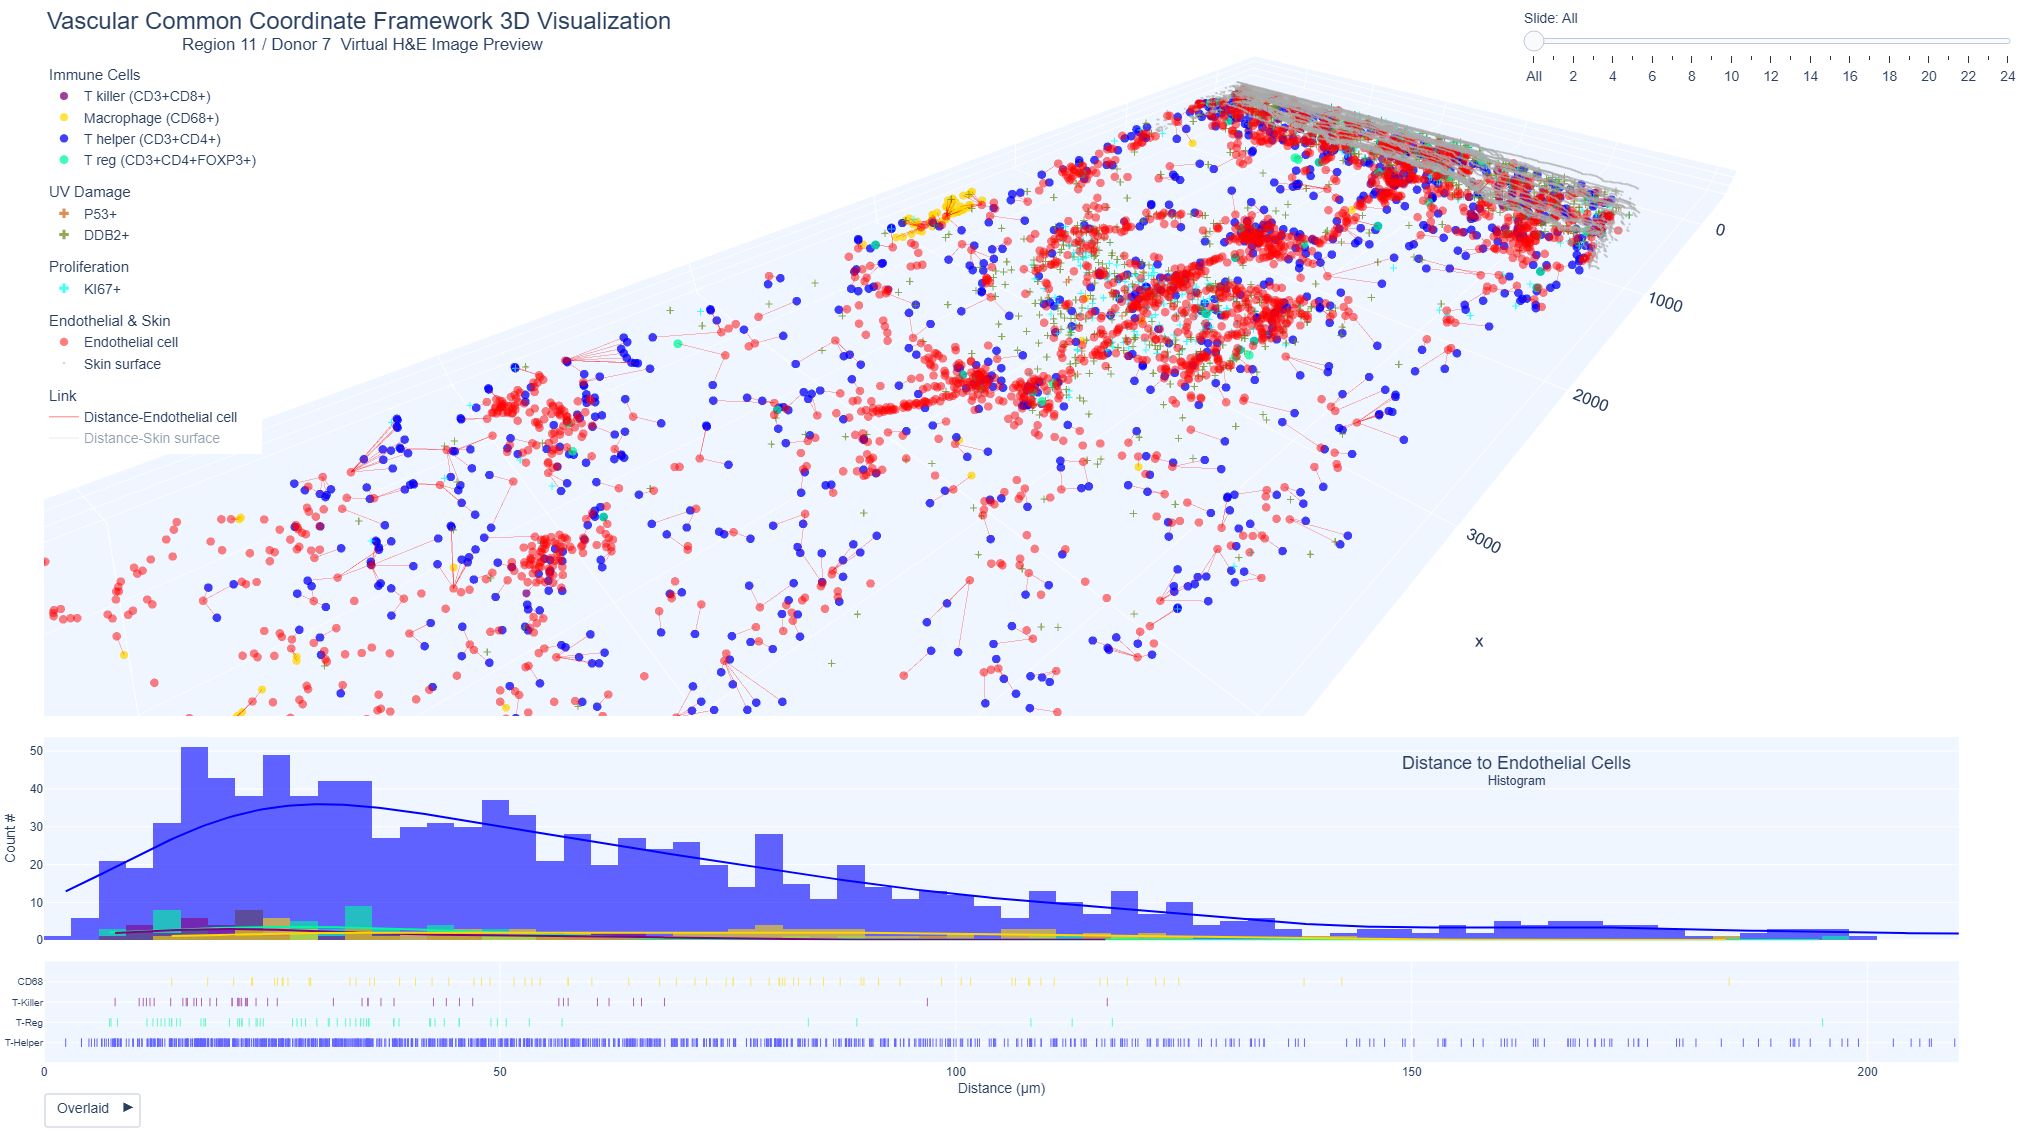 Vascular Common Coordinate Framework 3D Visualization
Region 11 / Donor 7  Virtual H&E Image Preview
Slide: All
All 2 4 6 8 10 12 14 16 18 20 22 24
Immune Cells
T killer (CD3+CD8+)
Macrophage (CD68+)
T helper (CD3+CD4+)
T reg (CD3+CD4+FOXP3+)
UV Damage
P53+
DDB2+
Proliferation
KI67+
Endothelial & Skin
Endothelial cell
Skin surface
Link
Distance-Endothelial cell
Distance-Skin surface
0
1000
2000
3000
x
Distance to Endothelial Cells
Histogram
Count #
50
40
30
20
10
0
CD68
T-Killer
T-Reg
T-Helper
0 50 100 150 200
Distance (μm)
Overlaid ►